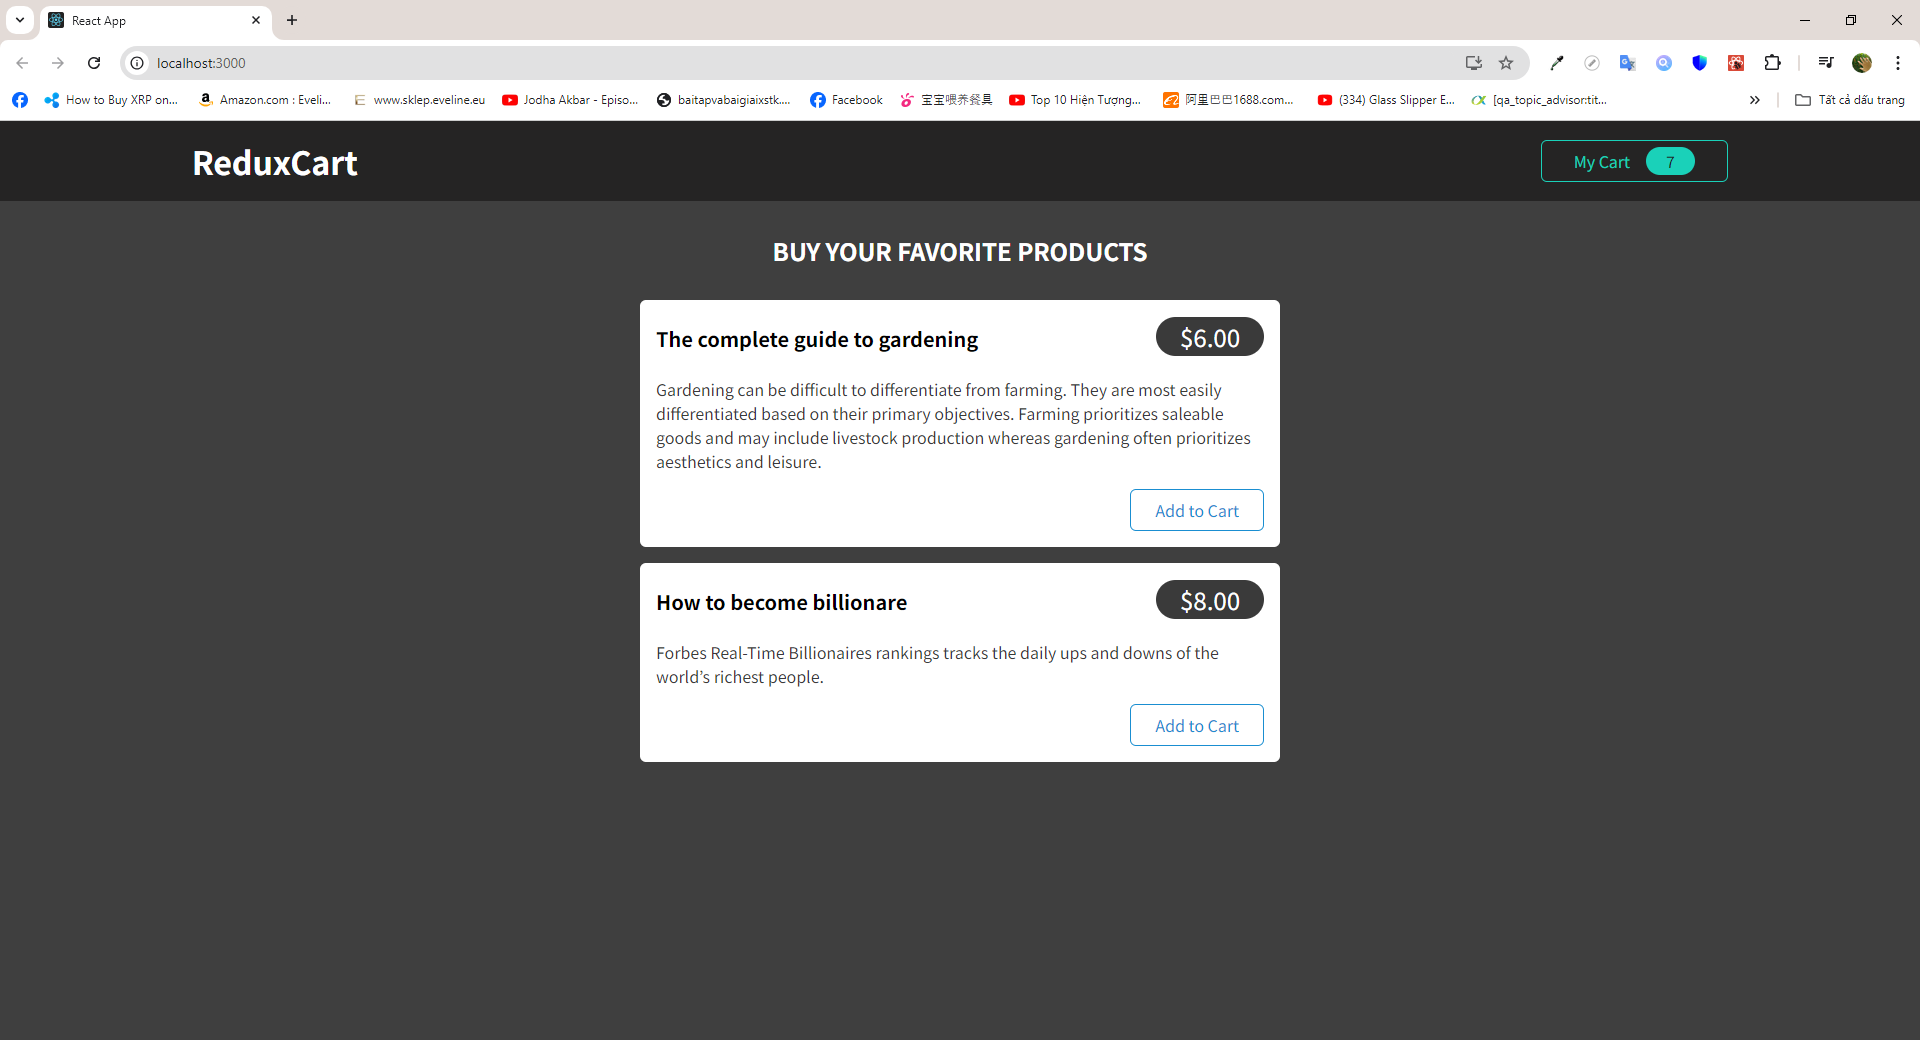 React App
localhost:3000
How to Buy XRP on...
Amazon.com : Eveli...
www.sklep.eveline.eu
Jodha Akbar - Episo...
baitapvabaigiaixstk....
Facebook
宝宝喂养餐具
Top 10 Hiện Tượng...
阿里巴巴1688.com...
(334) Glass Slipper E...
[qa_topic_advisor:tit...
Tất cả dấu trang
ReduxCart
My Cart 7
BUY YOUR FAVORITE PRODUCTS
The complete guide to gardening
$6.00
Gardening can be difficult to differentiate from farming. They are most easily
differentiated based on their primary objectives. Farming prioritizes saleable
goods and may include livestock production whereas gardening often prioritizes
aesthetics and leisure.
Add to Cart
How to become billionare
$8.00
Forbes Real-Time Billionaires rankings tracks the daily ups and downs of the
world’s richest people.
Add to Cart